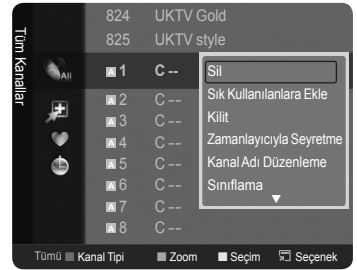 824 UKTV Gold
825 UKTV style
Tüm Kanallar
All
A 1 C --
A 2 C --
A 3 C --
A 4 C --
A 5 C --
A 6 C --
A 7 C --
A 8 C --
Sil
Sık Kullanılanlara Ekle
Kilit
Zamanlayıcıyla Seyretme
Kanal Adı Düzenleme
Sınıflama
Tümü Kanal Tipi Zoom Seçim Seçenek